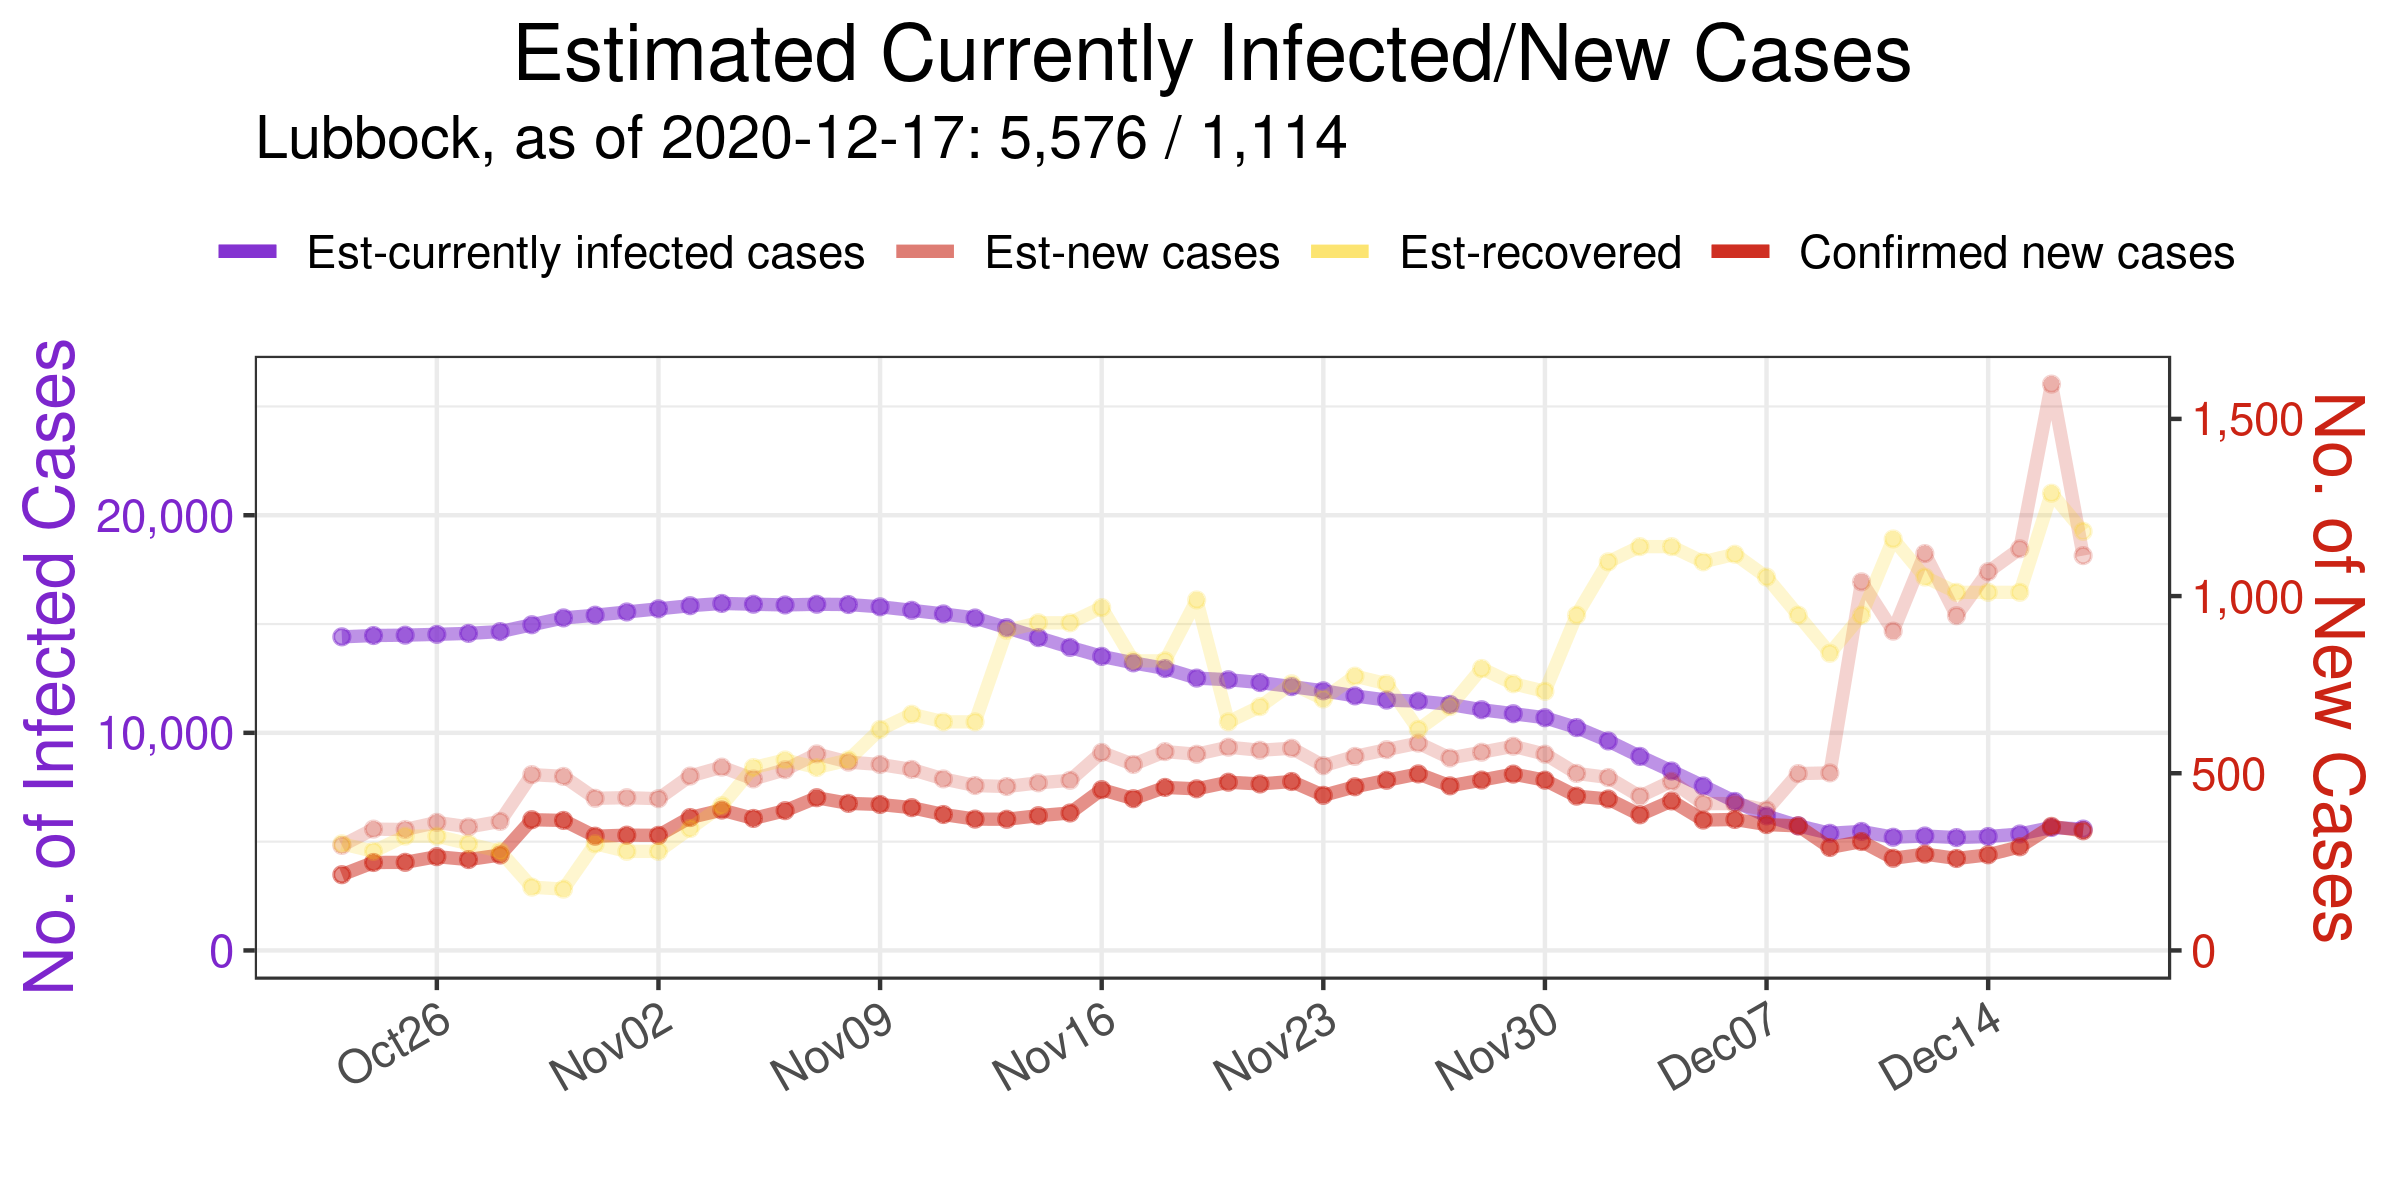 Estimated Currently Infected/New Cases
Lubbock, as of 2020-12-17: 5,576 / 1,114
Est-currently infected cases Est-new cases Est-recovered Confirmed new cases
No. of Infected Cases
20,000
10,000
0
1,500
1,000
500
0
No. of New Cases
Oct26 Nov02 Nov09 Nov16 Nov23 Nov30 Dec07 Dec14